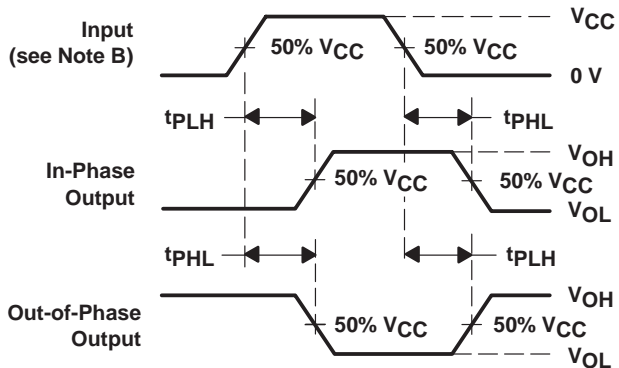 Input
(see Note B)
50% VCC
50% VCC
VCC
0 V
tPLH
tPHL
In-Phase
Output
50% VCC
50% VCC
VOH
VOL
tPHL
tPLH
Out-of-Phase
Output
50% VCC
50% VCC
VOH
VOL